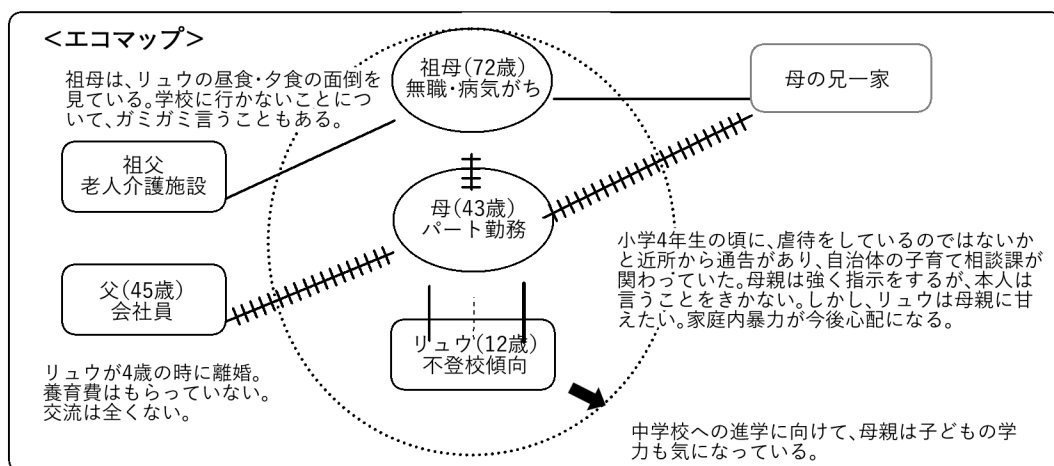 <エコマップ>
祖母は、リュウの昼食・夕食の面倒を
見ている。学校に行かないことにつ
いて、ガミガミ言うこともある。
祖母(72歳)
無職・病気がち
母の兄一家
祖父
老人介護施設
母(43歳)
パート勤務
父(45歳)
会社員
小学4年生の頃に、虐待をしているのではないか
と近所から通告があり、自治体の子育て相談課が
関わっていた。母親は強く指示をするが、本人は
言うことをきかない。しかし、リュウは母親に甘
えたい。家庭内暴力が今後心配になる。
リュウ(12歳)
不登校傾向
リュウが4歳の時に離婚。
養育費はもらっていない。
交流は全くない。
中学校への進学に向けて、母親は子どもの学
力も気になっている。